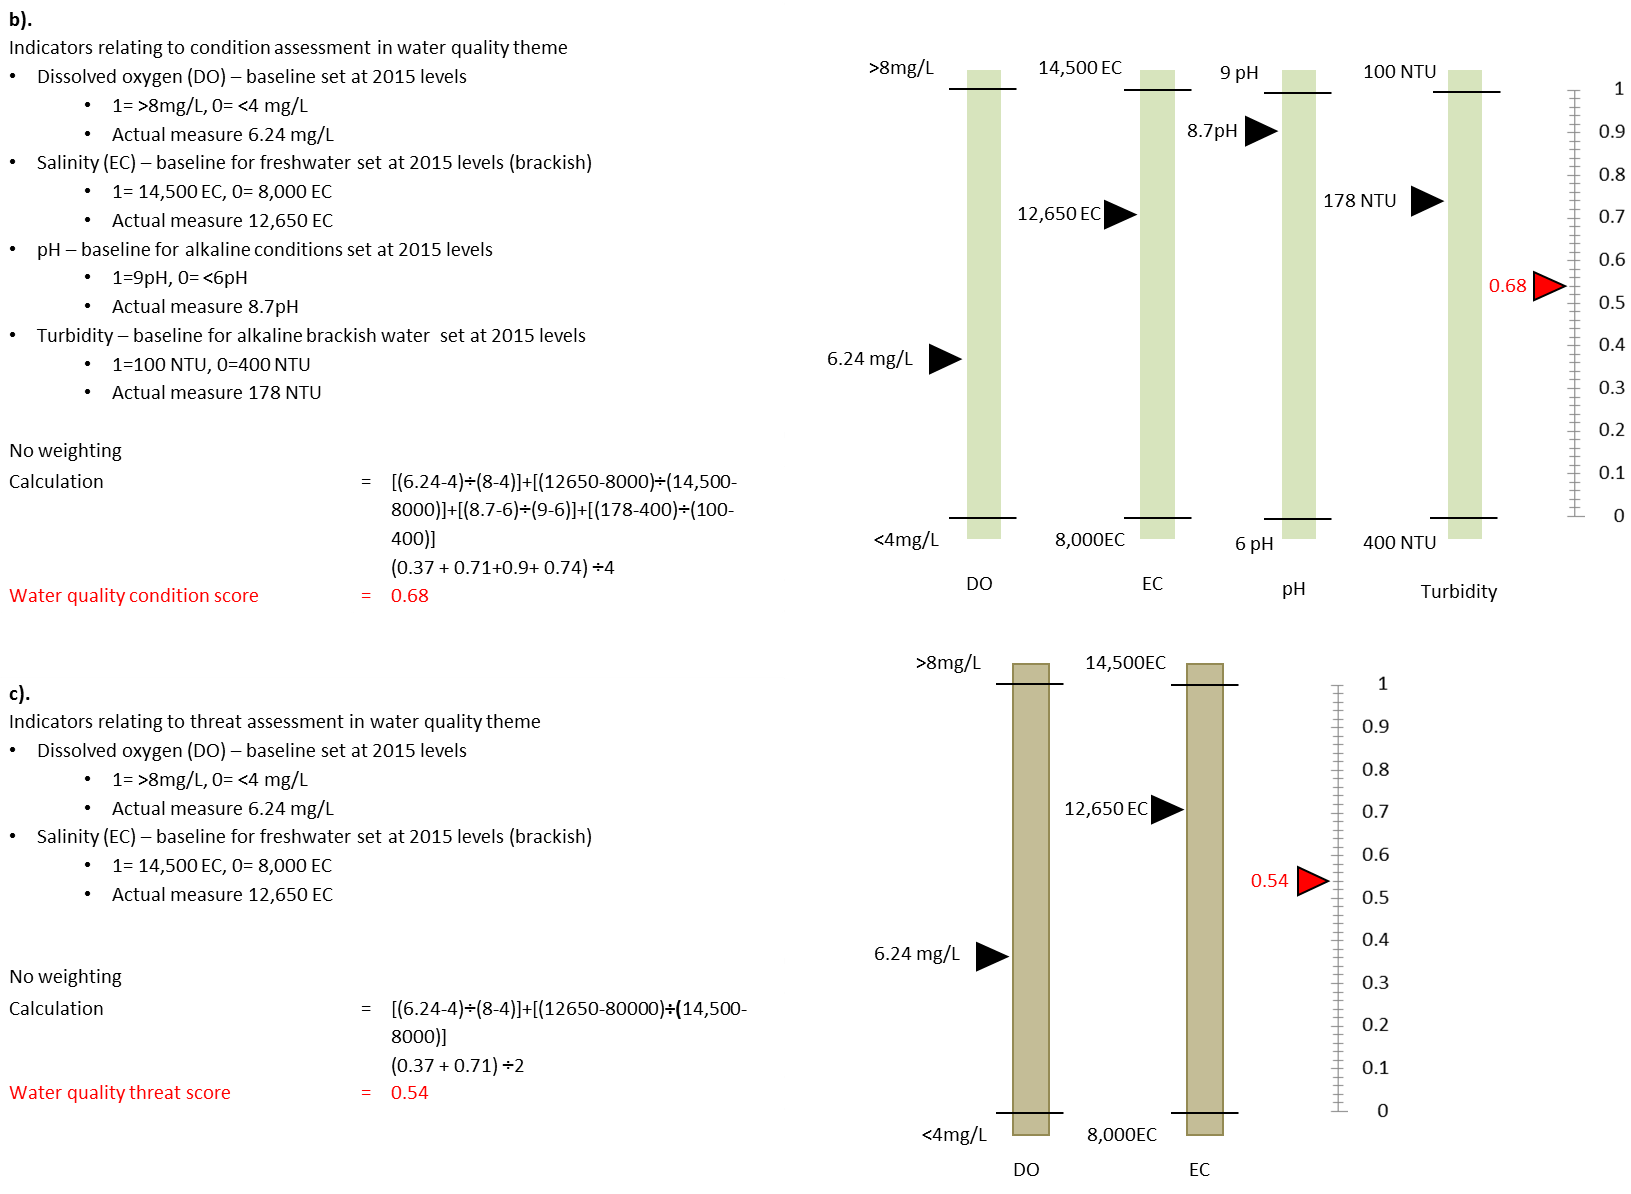 b).
Indicators relating to condition assessment in water quality theme
• Dissolved oxygen (DO) – baseline set at 2015 levels
• 1= >8mg/L, 0= <4 mg/L
• Actual measure 6.24 mg/L
• Salinity (EC) – baseline for freshwater set at 2015 levels (brackish)
• 1= 14,500 EC, 0= 8,000 EC
• Actual measure 12,650 EC
• pH – baseline for alkaline conditions set at 2015 levels
• 1=9pH, 0= <6pH
• Actual measure 8.7pH
• Turbidity – baseline for alkaline brackish water set at 2015 levels
• 1=100 NTU, 0=400 NTU
• Actual measure 178 NTU
No weighting
Calculation = [(6.24-4)÷(8-4)]+[(12650-8000)÷(14,500-
8000)]+[(8.7-6)÷(9-6)]+[(178-400)÷(100-
400)]
(0.37 + 0.71+0.9+ 0.74) ÷4
Water quality condition score = 0.68
>8mg/L
14,500 EC
9 pH
100 NTU
8.7pH
178 NTU
12,650 EC
0.68
6.24 mg/L
<4mg/L
8,000EC
6 pH
400 NTU
DO
EC
pH
Turbidity
1
0.9
0.8
0.7
0.6
0.5
0.4
0.3
0.2
0.1
0
c).
Indicators relating to threat assessment in water quality theme
• Dissolved oxygen (DO) – baseline set at 2015 levels
• 1= >8mg/L, 0= <4 mg/L
• Actual measure 6.24 mg/L
• Salinity (EC) – baseline for freshwater set at 2015 levels (brackish)
• 1= 14,500 EC, 0= 8,000 EC
• Actual measure 12,650 EC
No weighting
Calculation = [(6.24-4)÷(8-4)]+[(12650-80000)÷(14,500-
8000)]
(0.37 + 0.71) ÷2
Water quality threat score = 0.54
>8mg/L
14,500EC
12,650 EC
0.54
6.24 mg/L
<4mg/L
8,000EC
DO
EC
1
0.9
0.8
0.7
0.6
0.5
0.4
0.3
0.2
0.1
0